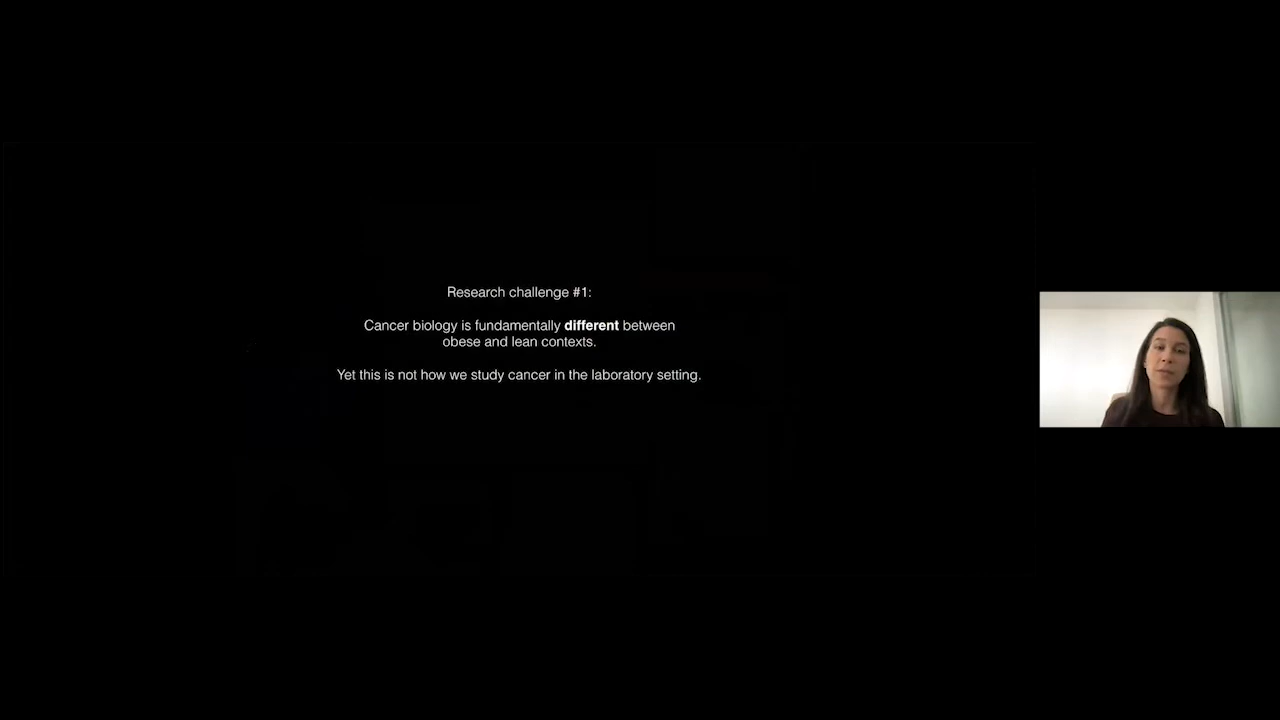 Research challenge #1:
Cancer biology is fundamentally different between
obese and lean contexts.
Yet this is not how we study cancer in the laboratory setting.